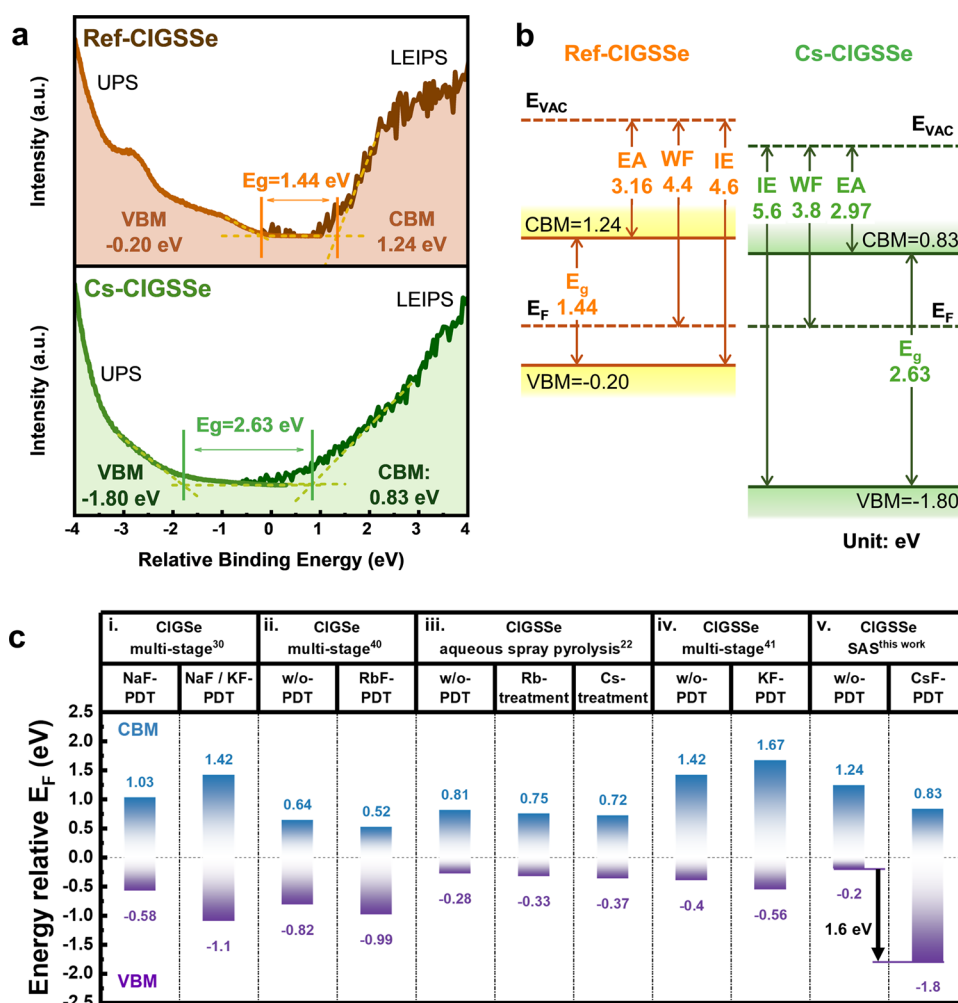 a
Ref-CIGSSe
LEIPS
UPS
Intensity (a.u.)
Eg=1.44 eV
VBM
-0.20 eV
CBM
1.24 eV
Cs-CIGSSe
LEIPS
UPS
Intensity (a.u.)
Eg=2.63 eV
VBM
-1.80 eV
CBM:
0.83 eV
-4 -3 -2 -1 0 1 2 3 4
Relative Binding Energy (eV)
b
Ref-CIGSSe
Cs-CIGSSe
E_VAC
E_VAC
EA
3.16
WF
4.4
IE
4.6
IE
5.6
WF
3.8
EA
2.97
CBM=1.24
CBM=0.83
E_g
1.44
E_F
E_F
E_g
2.63
VBM=-0.20
VBM=-1.80
Unit: eV
c
i. CIGSe
multi-stage30
ii. CIGSe
multi-stage40
iii. CIGSSe
aqueous spray pyrolysis22
iv. CIGSSe
multi-stage41
v. CIGSSe
SASthis work
NaF-
PDT
NaF / KF-
PDT
w/o-
PDT
RbF-
PDT
w/o-
PDT
Rb-
treatment
Cs-
treatment
w/o-
PDT
KF-
PDT
w/o-
PDT
CsF-
PDT
Energy relative E_F (eV)
2.5
2.0
1.5
1.0
0.5
0.0
-0.5
-1.0
-1.5
-2.0
-2.5
CBM
VBM
1.03
1.42
0.64
0.52
0.81
0.75
0.72
1.42
1.67
1.24
0.83
-0.58
-1.1
-0.82
-0.99
-0.28
-0.33
-0.37
-0.4
-0.56
-0.2
-1.8
1.6 eV